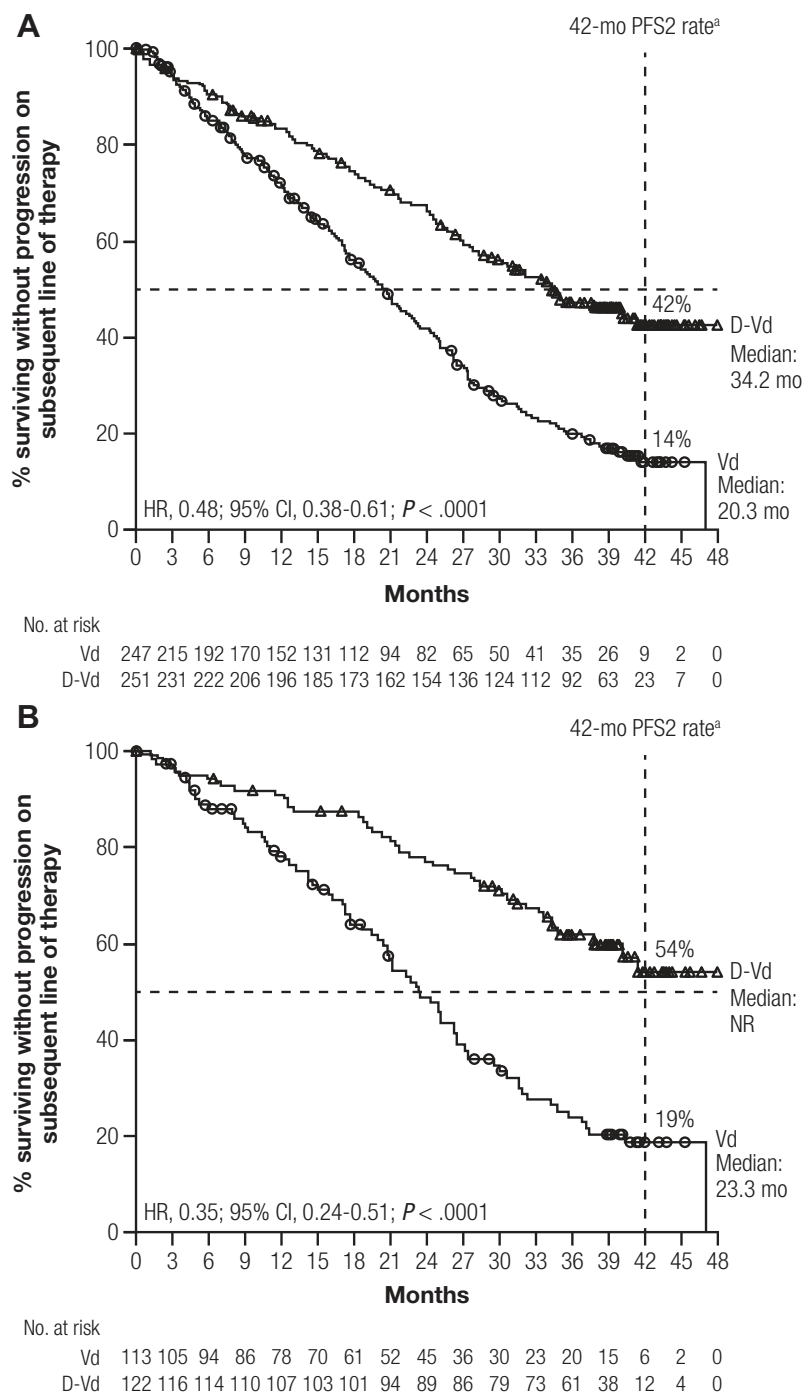 A
42-mo PFS2 rateᵃ
% surviving without progression on
subsequent line of therapy
100
80
60
40
20
0
42%
D-Vd
Median:
34.2 mo
14%
Vd
Median:
20.3 mo
HR, 0.48; 95% CI, 0.38-0.61; P < .0001
0 3 6 9 12 15 18 21 24 27 30 33 36 39 42 45 48
Months
No. at risk
Vd 247 215 192 170 152 131 112 94 82 65 50 41 35 26 9 2 0
D-Vd 251 231 222 206 196 185 173 162 154 136 124 112 92 63 23 7 0
B
42-mo PFS2 rateᵃ
% surviving without progression on
subsequent line of therapy
100
80
60
40
20
0
54%
D-Vd
Median:
NR
19%
Vd
Median:
23.3 mo
HR, 0.35; 95% CI, 0.24-0.51; P < .0001
0 3 6 9 12 15 18 21 24 27 30 33 36 39 42 45 48
Months
No. at risk
Vd 113 105 94 86 78 70 61 52 45 36 30 23 20 15 6 2 0
D-Vd 122 116 114 110 107 103 101 94 89 86 79 73 61 38 12 4 0